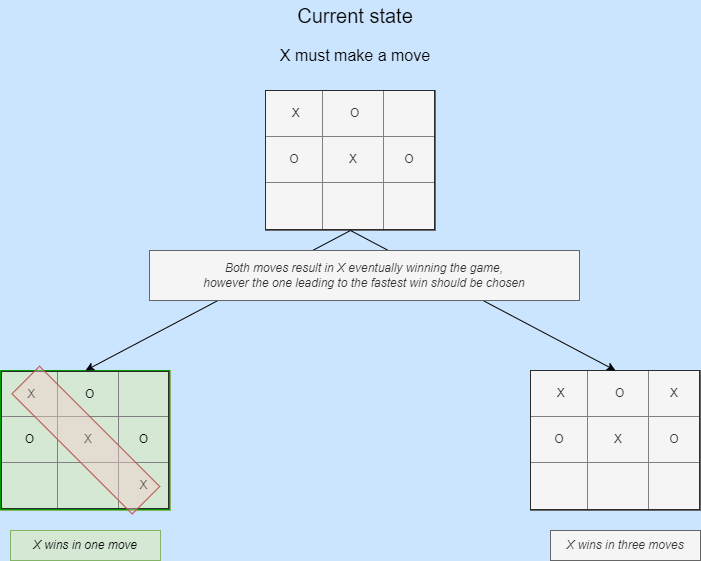 Current state
X must make a move
X O
O X O
Both moves result in X eventually winning the game,
however the one leading to the fastest win should be chosen
X O
O X O
X
X O X
O X O
X wins in one move
X wins in three moves